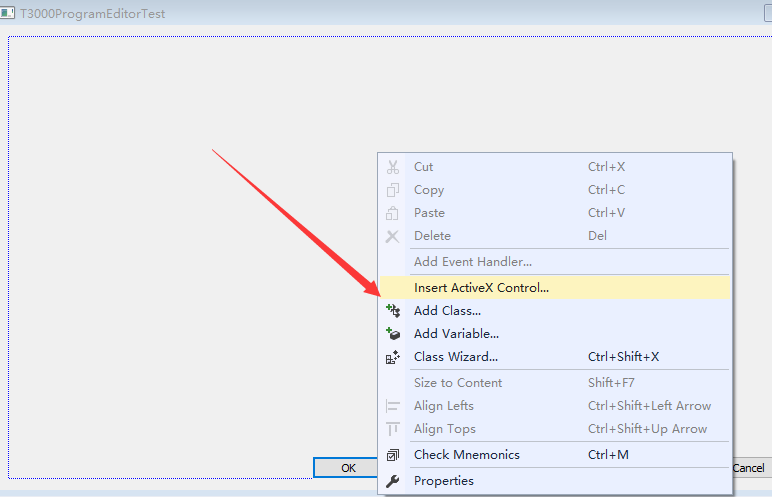 T3000ProgramEditorTest
Cut Ctrl+X
Copy Ctrl+C
Paste Ctrl+V
Delete Del
Add Event Handler...
Insert ActiveX Control...
Add Class...
Add Variable...
Class Wizard... Ctrl+Shift+X
Size to Content Shift+F7
Align Lefts Ctrl+Shift+Left Arrow
Align Tops Ctrl+Shift+Up Arrow
Check Mnemonics Ctrl+M
OK Cancel
Properties